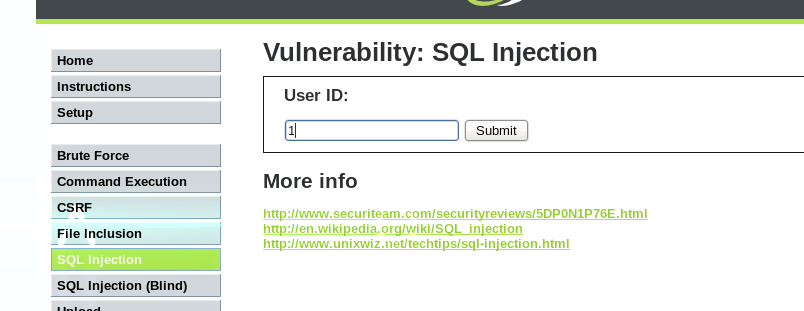 Home
Instructions
Setup
Brute Force
Command Execution
CSRF
File Inclusion
SQL Injection
SQL Injection (Blind)
Upload
Vulnerability: SQL Injection
User ID:
1
Submit
More info
http://www.securiteam.com/securityreviews/5DP0N1P76E.html
http://en.wikipedia.org/wiki/SQL_injection
http://www.unixwiz.net/techtips/sql-injection.html